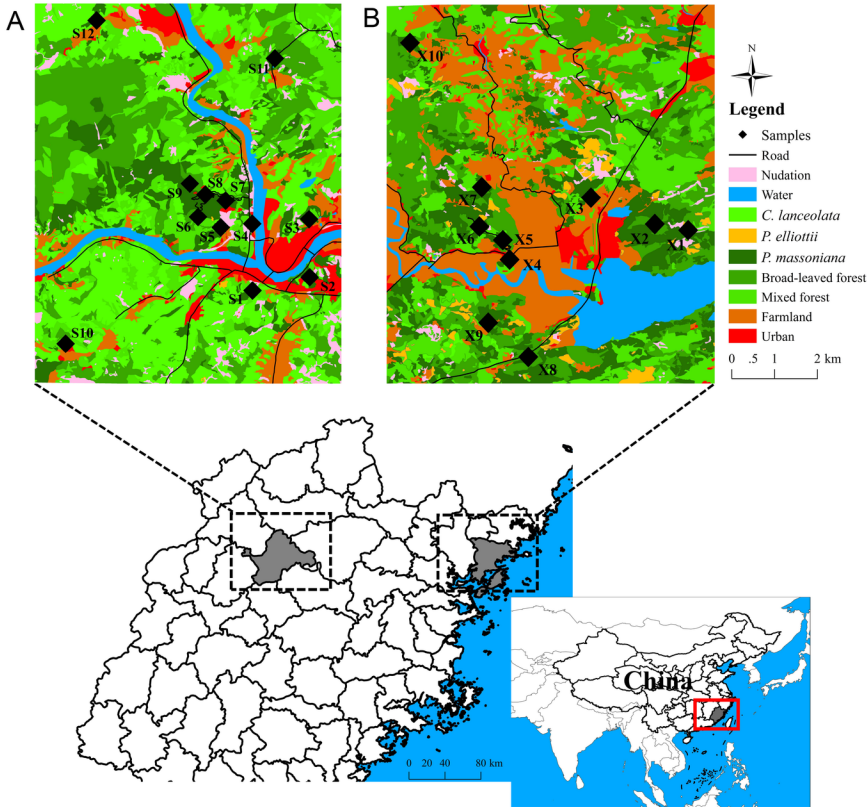 A
S12
S11
S9
S8
S7
S6
S5
S4
S3
S2
S1
S10
B
X10
X7
X3
X6
X5
X2
X1
X4
X9
X8
N
Legend
Samples
Road
Nudation
Water
C. lanceolata
P. elliottii
P. massoniana
Broad-leaved forest
Mixed forest
Farmland
Urban
0 .5 1 2 km
China
0 20 40 80 km